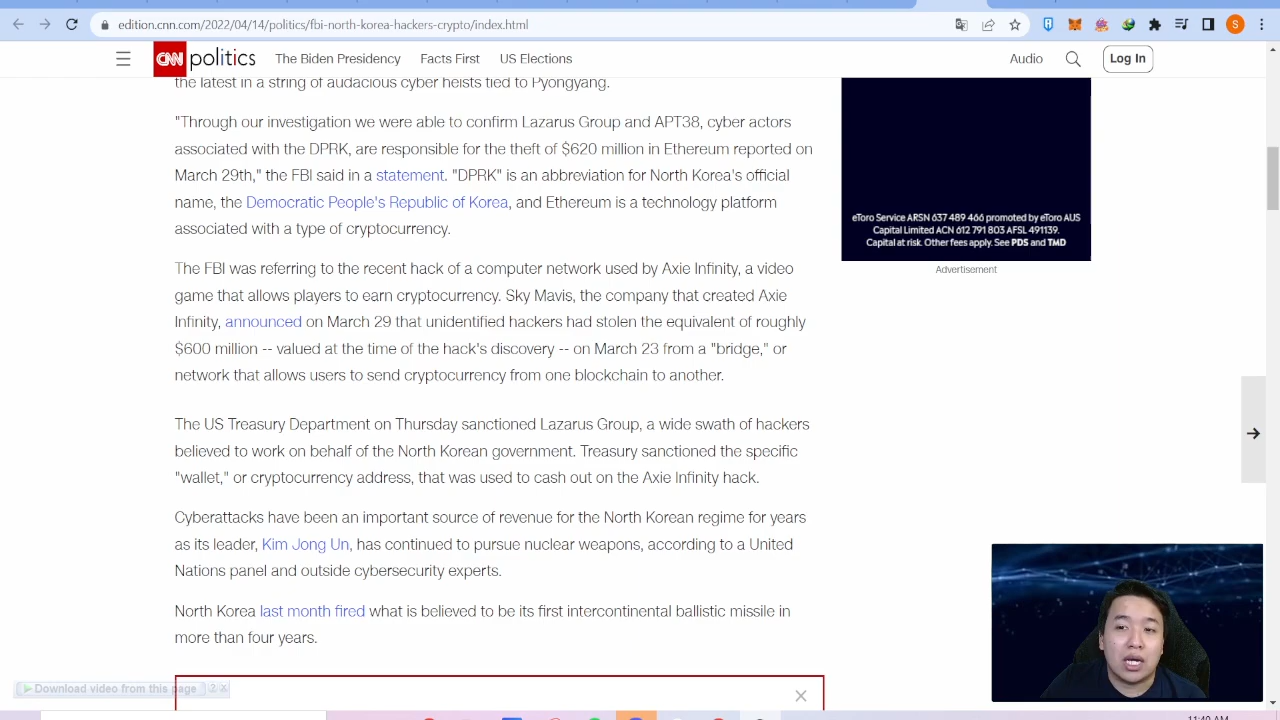 edition.cnn.com/2022/04/14/politics/fbi-north-korea-hackers-crypto/index.html
S
CNN politics The Biden Presidency Facts First US Elections Audio Log In
the latest in a string of audacious cyber heists tied to Pyongyang.
"Through our investigation we were able to confirm Lazarus Group and APT38, cyber actors
associated with the DPRK, are responsible for the theft of $620 million in Ethereum reported on
March 29th," the FBI said in a statement. "DPRK" is an abbreviation for North Korea's official
name, the Democratic People's Republic of Korea, and Ethereum is a technology platform
associated with a type of cryptocurrency.
The FBI was referring to the recent hack of a computer network used by Axie Infinity, a video
game that allows players to earn cryptocurrency. Sky Mavis, the company that created Axie
Infinity, announced on March 29 that unidentified hackers had stolen the equivalent of roughly
$600 million -- valued at the time of the hack's discovery -- on March 23 from a "bridge," or
network that allows users to send cryptocurrency from one blockchain to another.
The US Treasury Department on Thursday sanctioned Lazarus Group, a wide swath of hackers
believed to work on behalf of the North Korean government. Treasury sanctioned the specific
"wallet," or cryptocurrency address, that was used to cash out on the Axie Infinity hack.
Cyberattacks have been an important source of revenue for the North Korean regime for years
as its leader, Kim Jong Un, has continued to pursue nuclear weapons, according to a United
Nations panel and outside cybersecurity experts.
North Korea last month fired what is believed to be its first intercontinental ballistic missile in
more than four years.
eToro Service ARSN 637 489 466 promoted by eToro AUS
Capital Limited ACN 612 791 803 AFSL 491139.
Capital at risk. Other fees apply. See PDS and TMD
Advertisement
Download video from this page ? X
11:40 AM